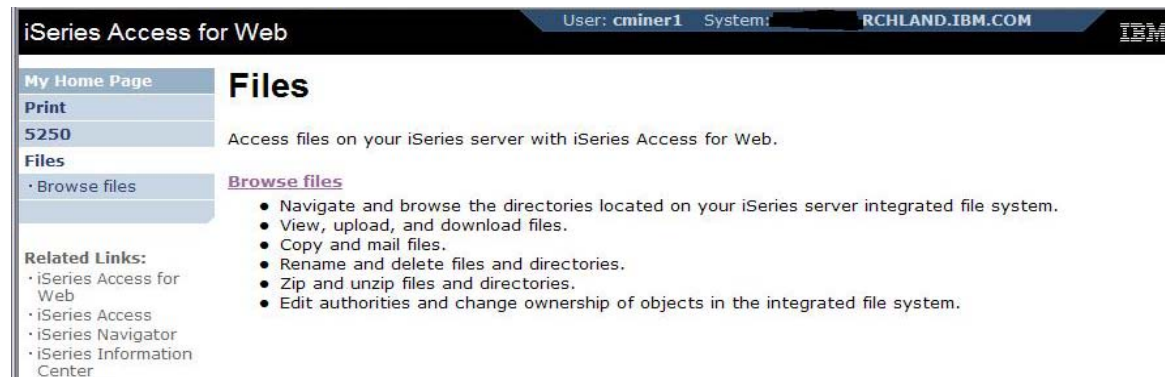 iSeries Access for Web
User: cminer1 System: RCHLAND.IBM.COM
IBM
My Home Page
Print
5250
Files
· Browse files
Related Links:
· iSeries Access for
Web
· iSeries Access
· iSeries Navigator
· iSeries Information
Center
Files
Access files on your iSeries server with iSeries Access for Web.
Browse files
● Navigate and browse the directories located on your iSeries server integrated file system.
● View, upload, and download files.
● Copy and mail files.
● Rename and delete files and directories.
● Zip and unzip files and directories.
● Edit authorities and change ownership of objects in the integrated file system.